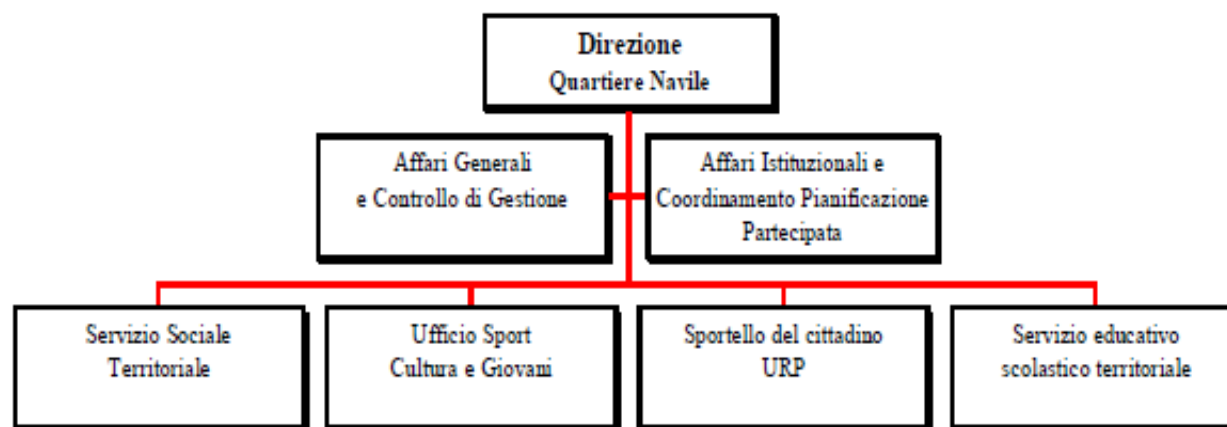 Direzione
Quartiere Navile
Affari Generali
e Controllo di Gestione
Affari Istituzionali e
Coordinamento Pianificazione
Partecipata
Servizio Sociale
Territoriale
Ufficio Sport
Cultura e Giovani
Sportello del cittadino
URP
Servizio educativo
scolastico territoriale